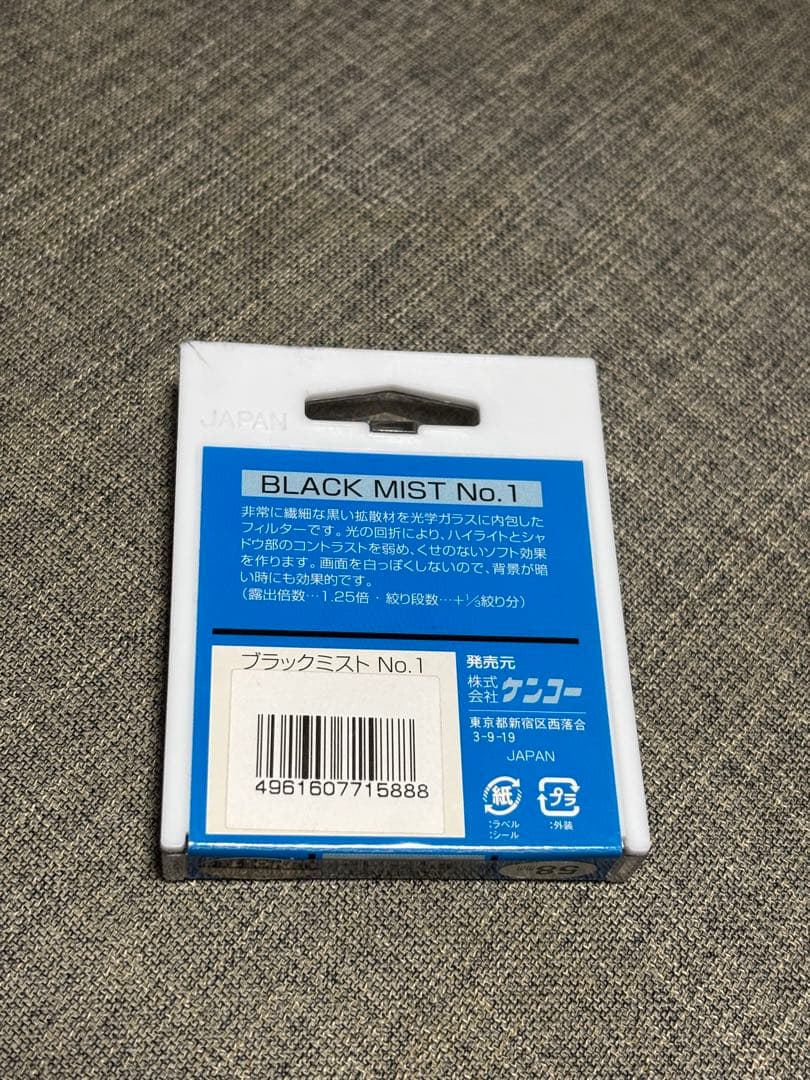 JAPAN
BLACK MIST No.1
非常に繊細な黒い拡散材を光学ガラスに内包した
フィルターです。光の回折により、ハイライトとシャ
ドウ部のコントラストを弱め、くせのないソフト効果
を作ります。画面を白っぽくしないので、背景が暗
い時にも効果的です。
(露出倍数…1.25倍・絞り段数…+1/3絞り分)
ブラックミスト No.1
4961607715888
発売元
株式
会社 ケンコー
東京都新宿区西落合
3-9-19
JAPAN
紙
:ラベル
:シール
プラ
:外装
58mm